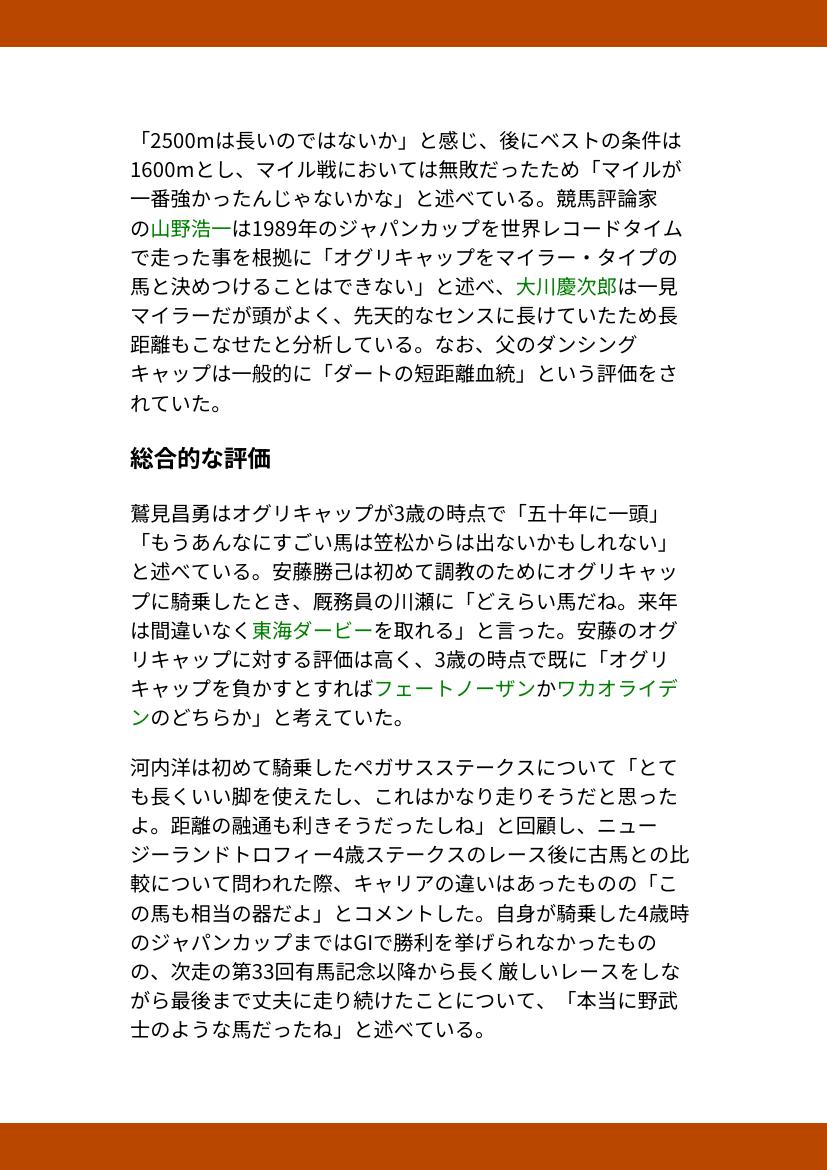 「2500mは長いのではないか」と感じ、後にベストの条件は
1600mとし、マイル戦においては無敗だったため「マイルが
一番強かったんじゃないかな」と述べている。競馬評論家
の山野浩一は1989年のジャパンカップを世界レコードタイム
で走った事を根拠に「オグリキャップをマイラー・タイプの
馬と決めつけることはできない」と述べ、大川慶次郎は一見
マイラーだが頭がよく、先天的なセンスに長けていたため長
距離もこなせたと分析している。なお、父のダンシング
キャップは一般的に「ダートの短距離血統」という評価をさ
れていた。
総合的な評価
鷲見昌勇はオグリキャップが3歳の時点で「五十年に一頭」
「もうあんなにすごい馬は笠松からは出ないかもしれない」
と述べている。安藤勝己は初めて調教のためにオグリキャッ
プに騎乗したとき、厩務員の川瀬に「どえらい馬だね。来年
は間違いなく東海ダービーを取れる」と言った。安藤のオグ
リキャップに対する評価は高く、3歳の時点で既に「オグリ
キャップを負かすとすればフェートノーザンかワカオライデ
ンのどちらか」と考えていた。
河内洋は初めて騎乗したペガサスステークスについて「とて
も長くいい脚を使えたし、これはかなり走りそうだと思った
よ。距離の融通も利きそうだったしね」と回顧し、ニュー
ジーランドトロフィー4歳ステークスのレース後に古馬との比
較について問われた際、キャリアの違いはあったものの「こ
の馬も相当の器だよ」とコメントした。自身が騎乗した4歳時
のジャパンカップまではGIで勝利を挙げられなかったもの
の、次走の第33回有馬記念以降から長く厳しいレースをしな
がら最後まで丈夫に走り続けたことについて、「本当に野武
士のような馬だったね」と述べている。